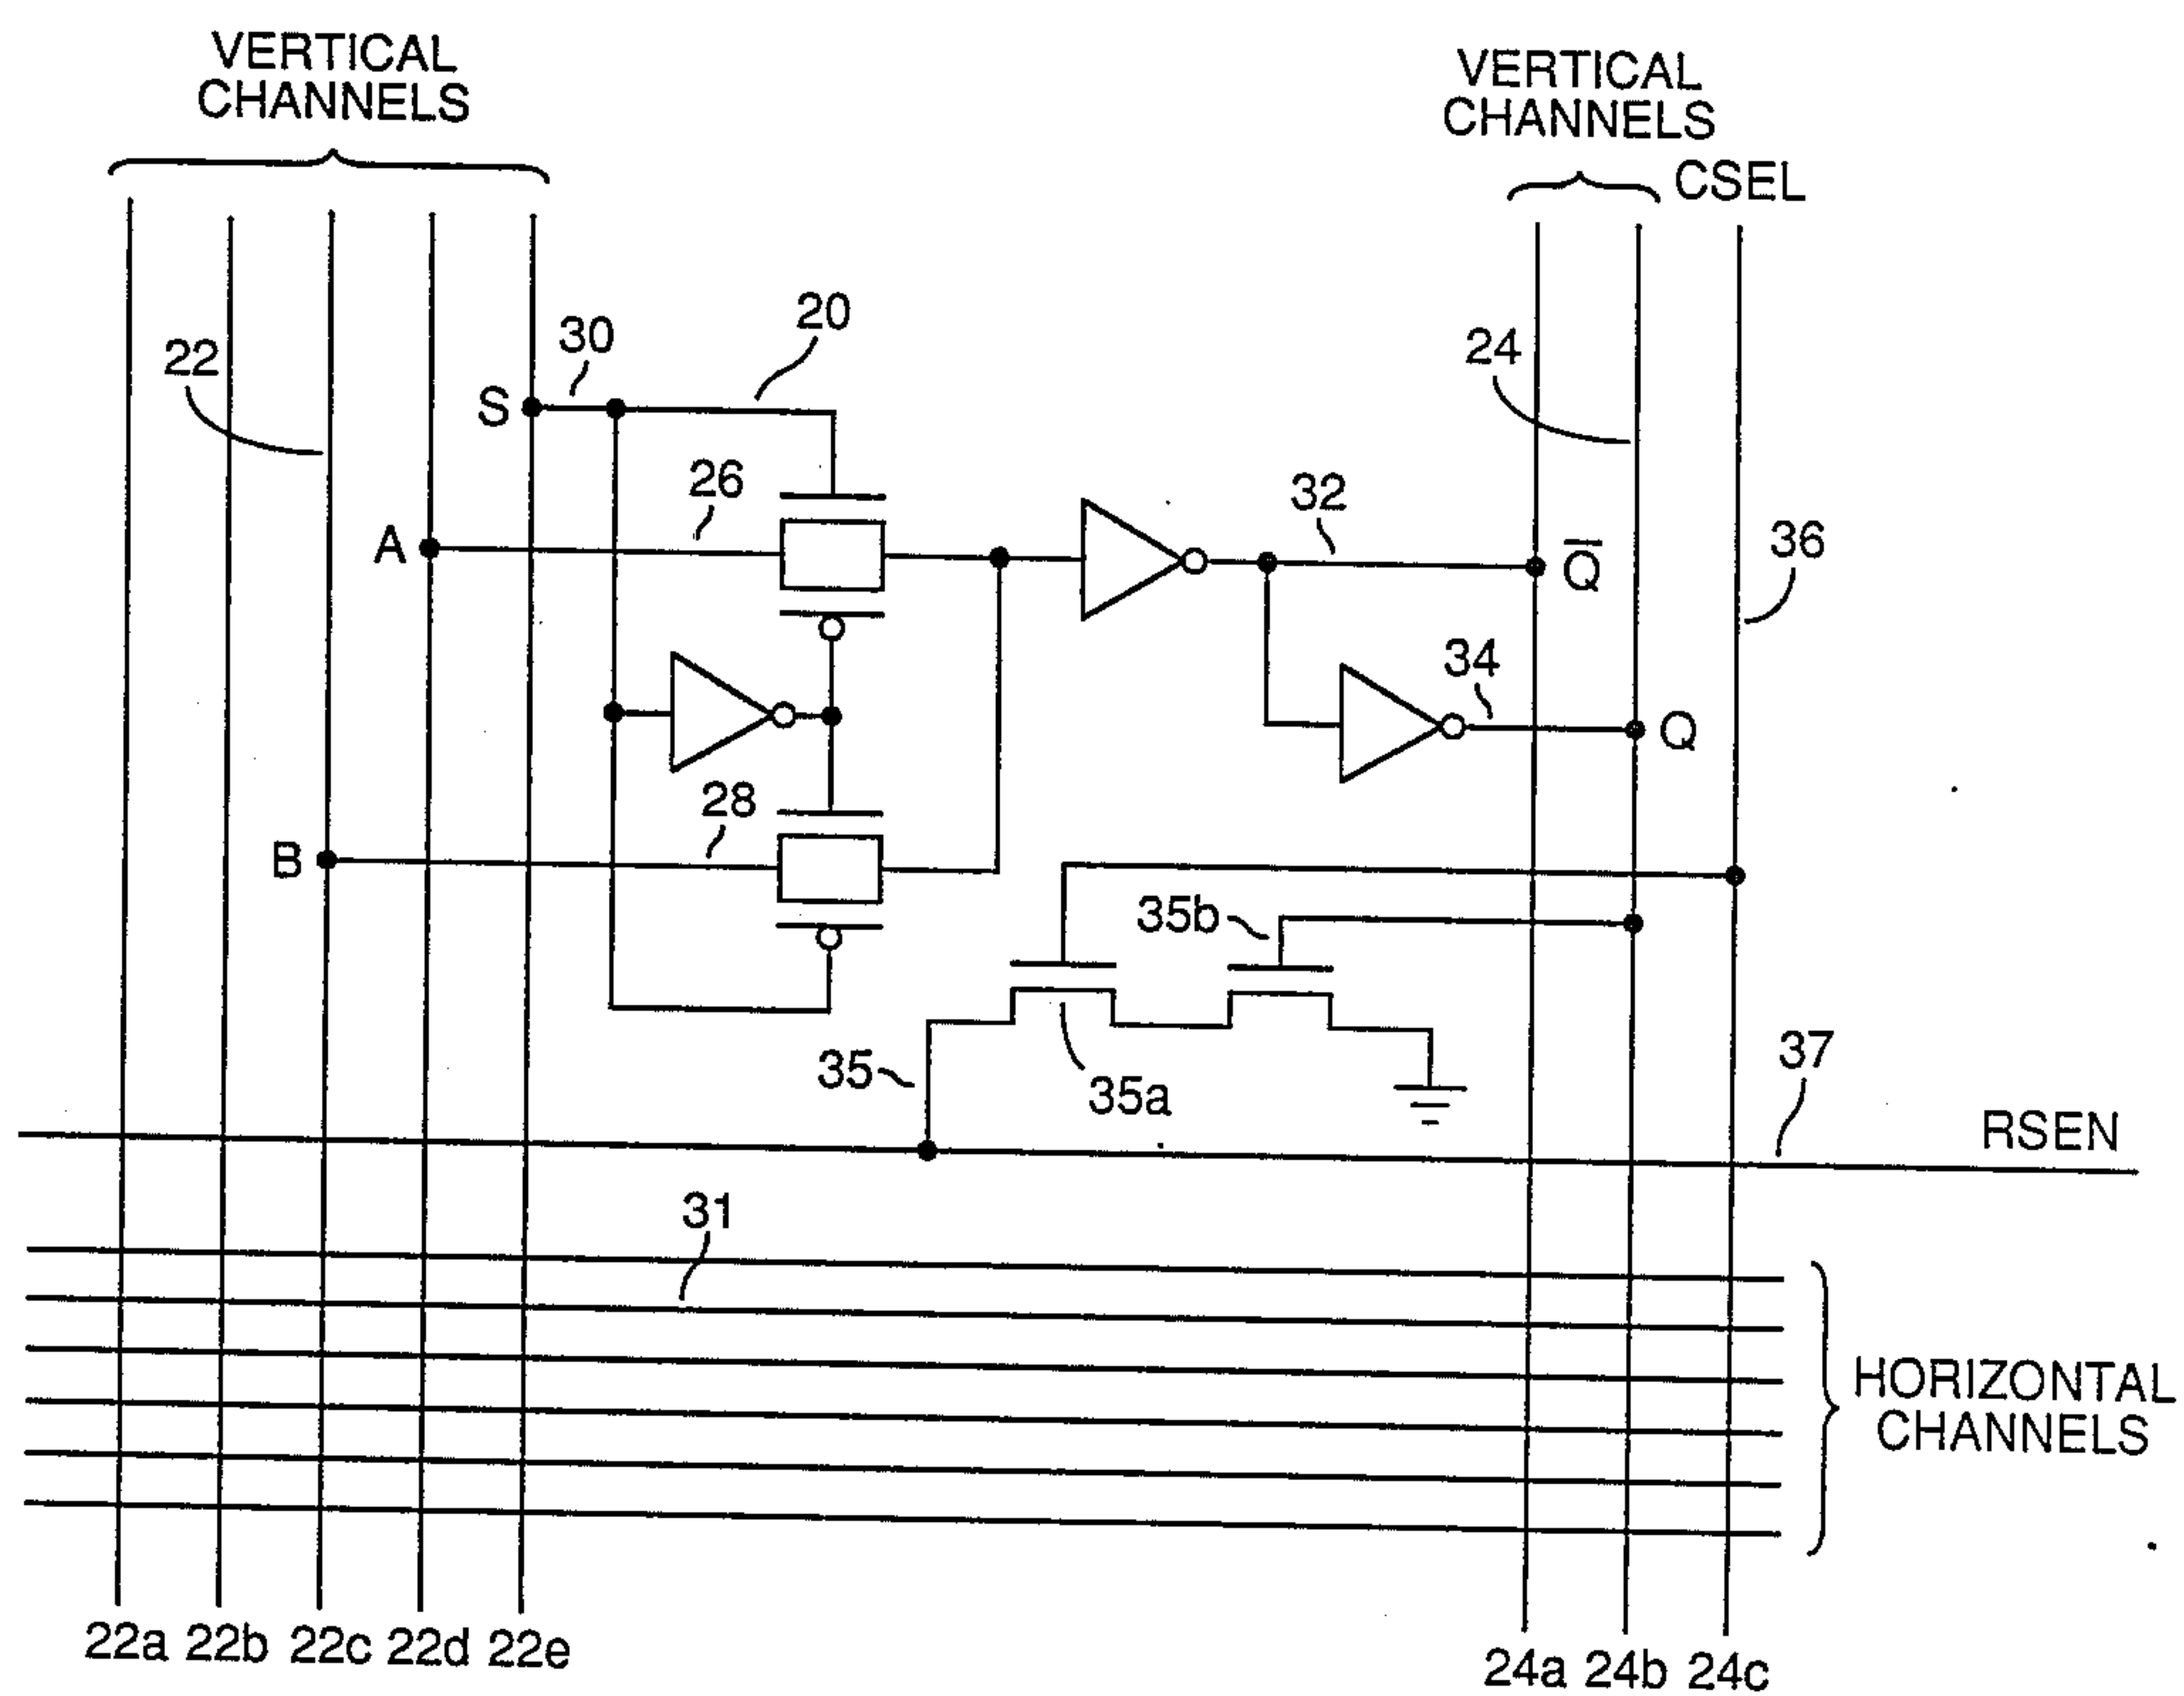 VERTICAL
CHANNELS
VERTICAL
CHANNELS
CSEL
20
30
22
24
S
26
32
A
Q̅
36
34
Q
28
B
35b
35
35a
37
RSEN
31
HORIZONTAL
CHANNELS
22a 22b 22c 22d 22e
24a 24b 24c